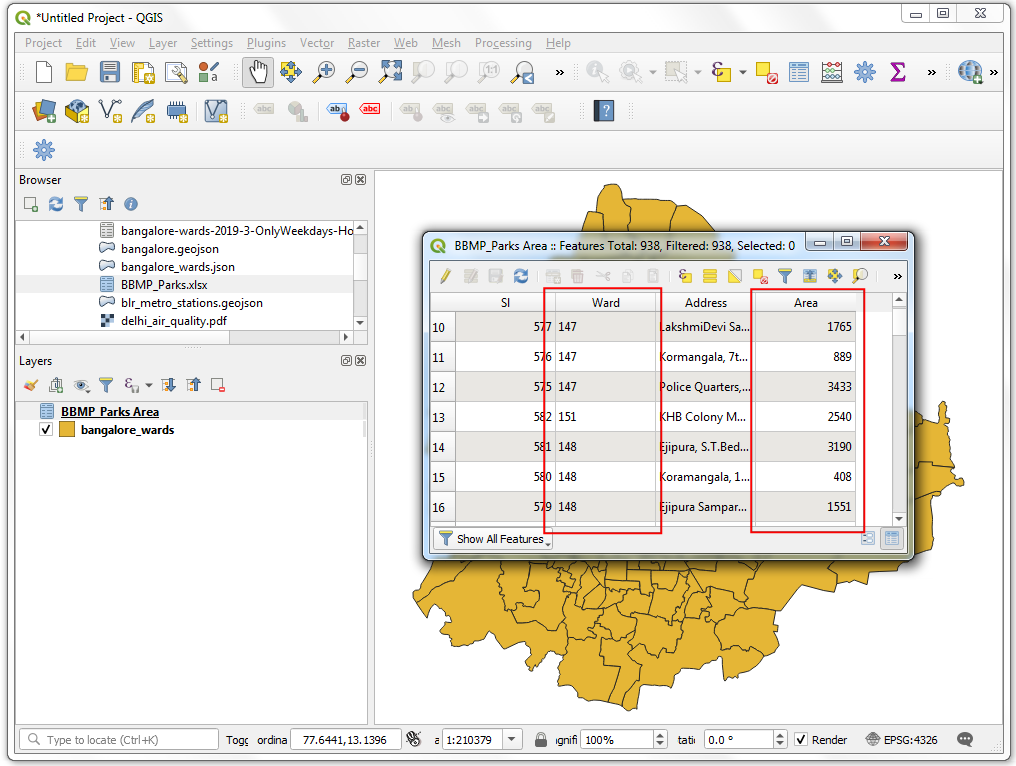 *Untitled Project - QGIS
Project Edit View Layer Settings Plugins Vector Raster Web Mesh Processing Help
Browser
bangalore-wards-2019-3-OnlyWeekdays-Ho
bangalore.geojson
bangalore_wards.json
BBMP_Parks.xlsx
blr_metro_stations.geojson
delhi_air_quality.pdf
Layers
BBMP_Parks Area
bangalore_wards
BBMP_Parks Area :: Features Total: 938, Filtered: 938, Selected: 0
Sl Ward Address Area
10 577 147 LakshmiDevi Sa... 1765
11 576 147 Kormangala, 7t... 889
12 575 147 Police Quarters,... 3433
13 582 151 KHB Colony M... 2540
14 581 148 Ejipura, S.T.Bed... 3190
15 580 148 Koramangala, 1... 408
16 579 148 Ejipura Sampar... 1551
Show All Features
Type to locate (Ctrl+K) Togg ordina 77.6441,13.1396 a 1:210379 agnifi 100% tatic 0.0 ° Render EPSG:4326